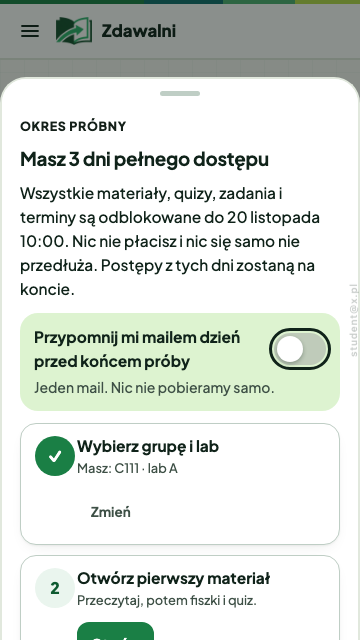 Zdawalni
OKRES PRÓBNY
Masz 3 dni pełnego dostępu
Wszystkie materiały, quizy, zadania i
terminy są odblokowane do 20 listopada
10:00. Nic nie płacisz i nic się samo nie
przedłuża. Postępy z tych dni zostaną na
koncie.
Przypomnij mi mailem dzień
przed końcem próby
Jeden mail. Nic nie pobieramy samo.
Wybierz grupę i lab
Masz: C111 · lab A
Zmień
2
Otwórz pierwszy materiał
Przeczytaj, potem fiszki i quiz.
student@x.pl